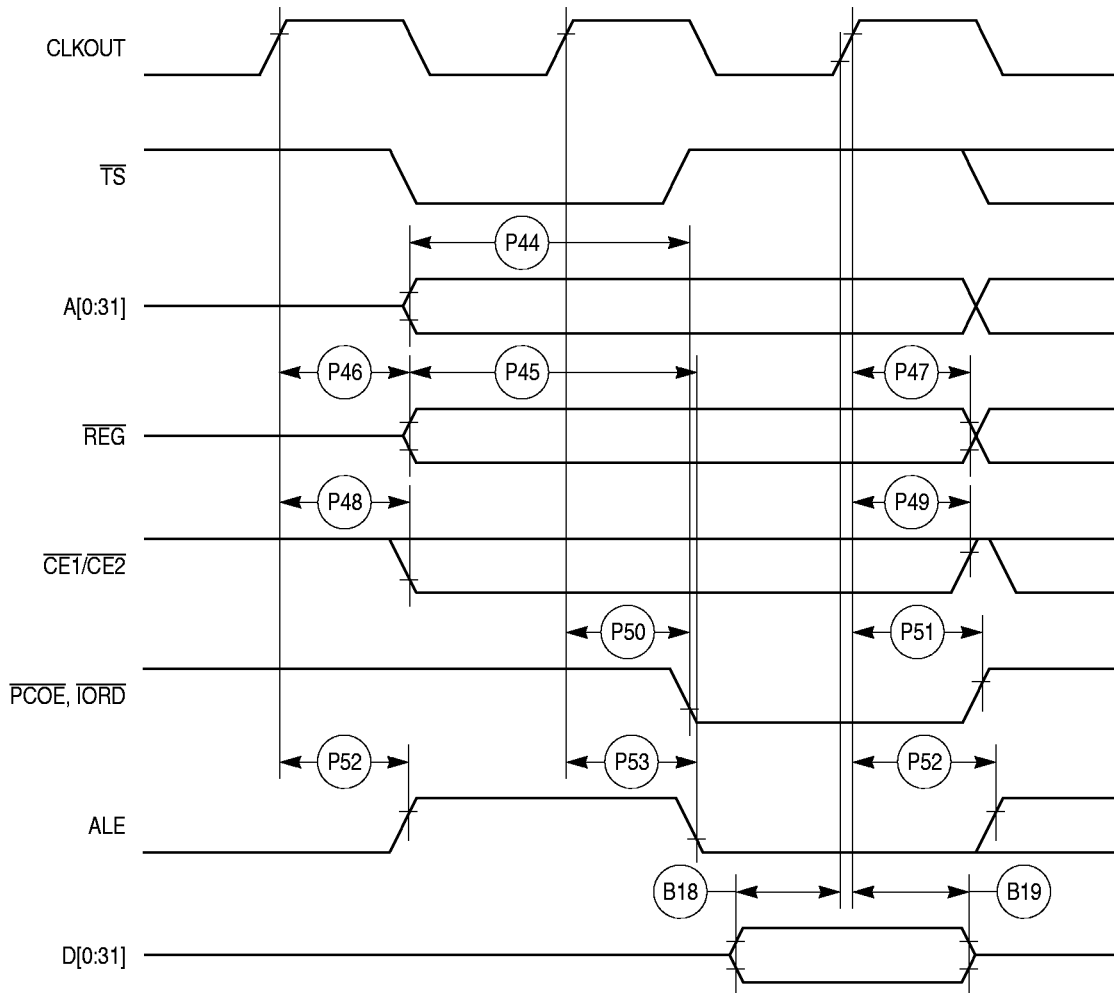 CLKOUT
TS
P44
A[0:31]
P46 P45 P47
REG
P48 P49
CE1/CE2
P50 P51
PCOE, IORD
P52 P53 P52
ALE
B18 B19
D[0:31]